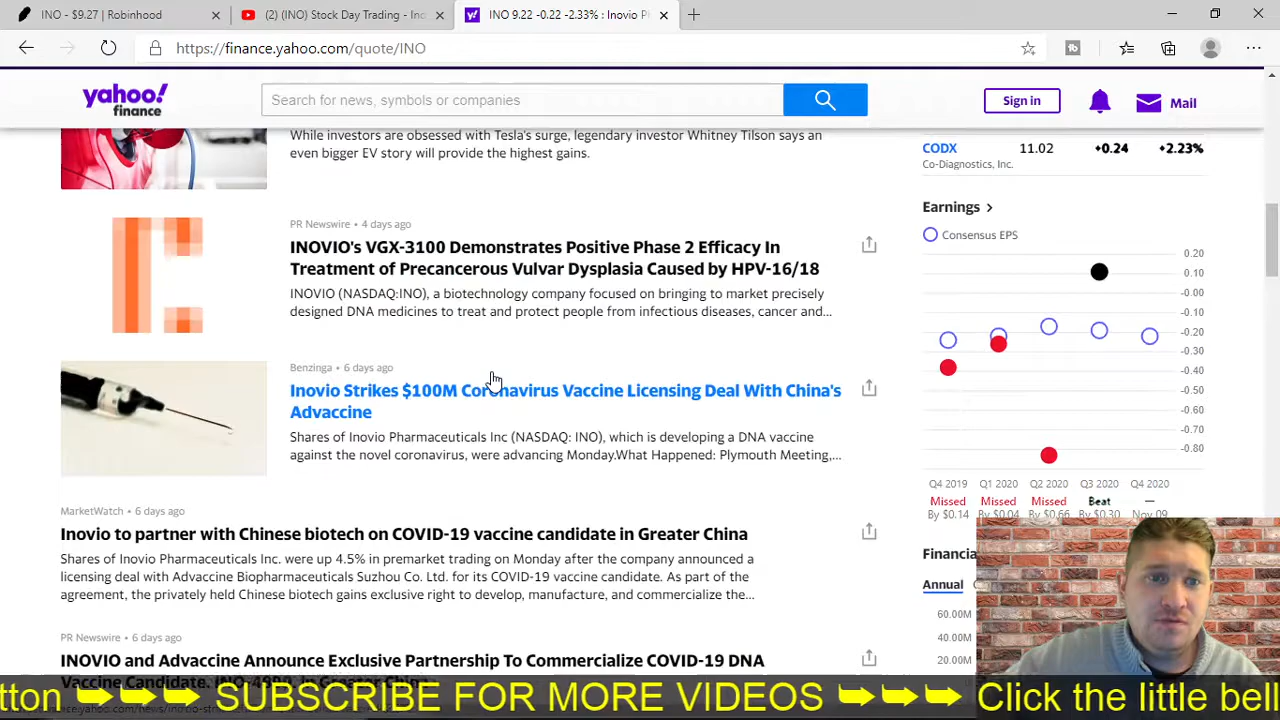 INO - $9.27 | Robinhood
(2) (INO) Stock Day Trading - Ino
INO 9.22 -0.22 -2.33% : Inovio P
https://finance.yahoo.com/quote/INO
yahoo!
finance
Search for news, symbols or companies
Sign in
Mail
While investors are obsessed with Tesla's surge, legendary investor Whitney Tilson says an
even bigger EV story will provide the highest gains.
PR Newswire • 4 days ago
INOVIO's VGX-3100 Demonstrates Positive Phase 2 Efficacy In
Treatment of Precancerous Vulvar Dysplasia Caused by HPV-16/18
INOVIO (NASDAQ:INO), a biotechnology company focused on bringing to market precisely
designed DNA medicines to treat and protect people from infectious diseases, cancer and...
Benzinga • 6 days ago
Inovio Strikes $100M Coronavirus Vaccine Licensing Deal With China's
Advaccine
Shares of Inovio Pharmaceuticals Inc (NASDAQ: INO), which is developing a DNA vaccine
against the novel coronavirus, were advancing Monday.What Happened: Plymouth Meeting,...
MarketWatch • 6 days ago
Inovio to partner with Chinese biotech on COVID-19 vaccine candidate in Greater China
Shares of Inovio Pharmaceuticals Inc. were up 4.5% in premarket trading on Monday after the company announced a
licensing deal with Advaccine Biopharmaceuticals Suzhou Co. Ltd. for its COVID-19 vaccine candidate. As part of the
agreement, the privately held Chinese biotech gains exclusive right to develop, manufacture, and commercialize the...
PR Newswire • 6 days ago
INOVIO and Advaccine Announce Exclusive Partnership To Commercialize COVID-19 DNA
Vaccine Candidate, INO-4800, in Greater China
CODX 11.02 +0.24 +2.23%
Co-Diagnostics, Inc.
Earnings >
Consensus EPS
0.20
0.10
-0.00
-0.10
-0.20
-0.30
-0.40
-0.50
-0.60
-0.70
-0.80
Q4 2019 Q1 2020 Q2 2020 Q3 2020 Q4 2020
Missed Missed Missed Beat —
By $0.14 By $0.04 By $0.66 By $0.30 Nov 09
Financia
Annual
60.00M
40.00M
20.00M
tton SUBSCRIBE FOR MORE VIDEOS Click the little bell